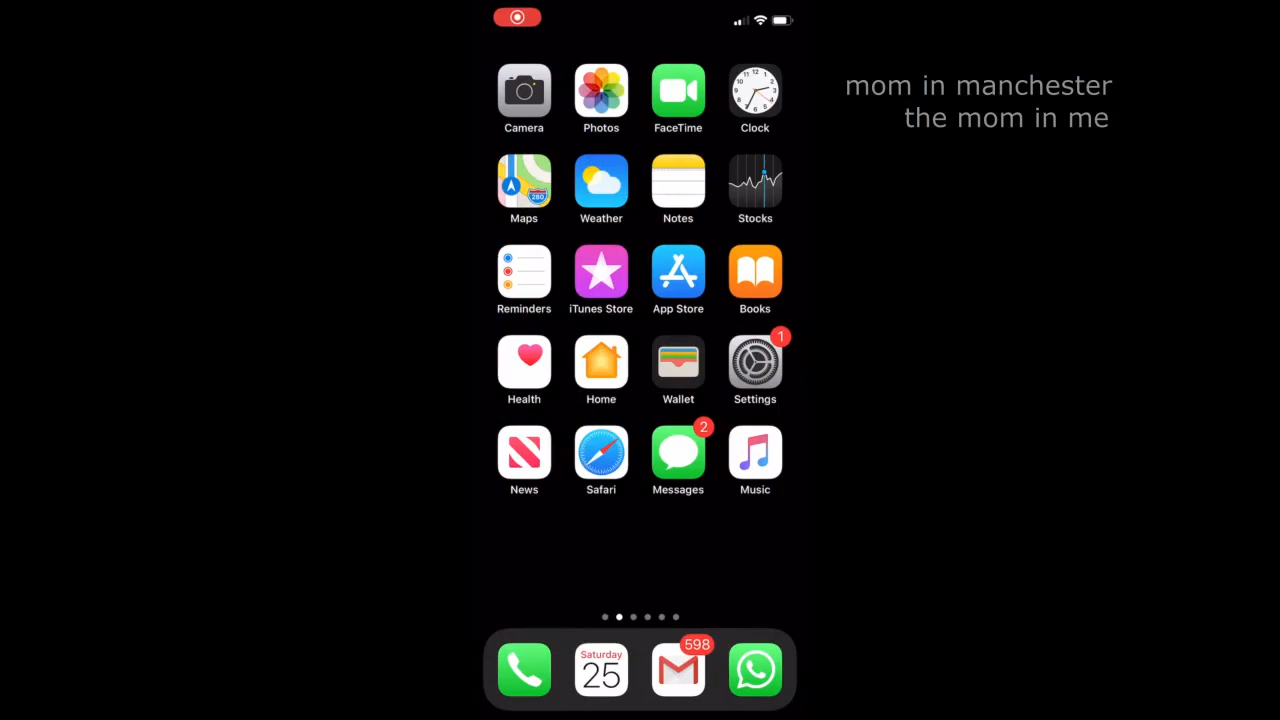 mom in manchester
the mom in me
Camera Photos FaceTime Clock
Maps Weather Notes Stocks
280
Reminders iTunes Store App Store Books
1
Health Home Wallet Settings
2
News Safari Messages Music
598
Saturday
25